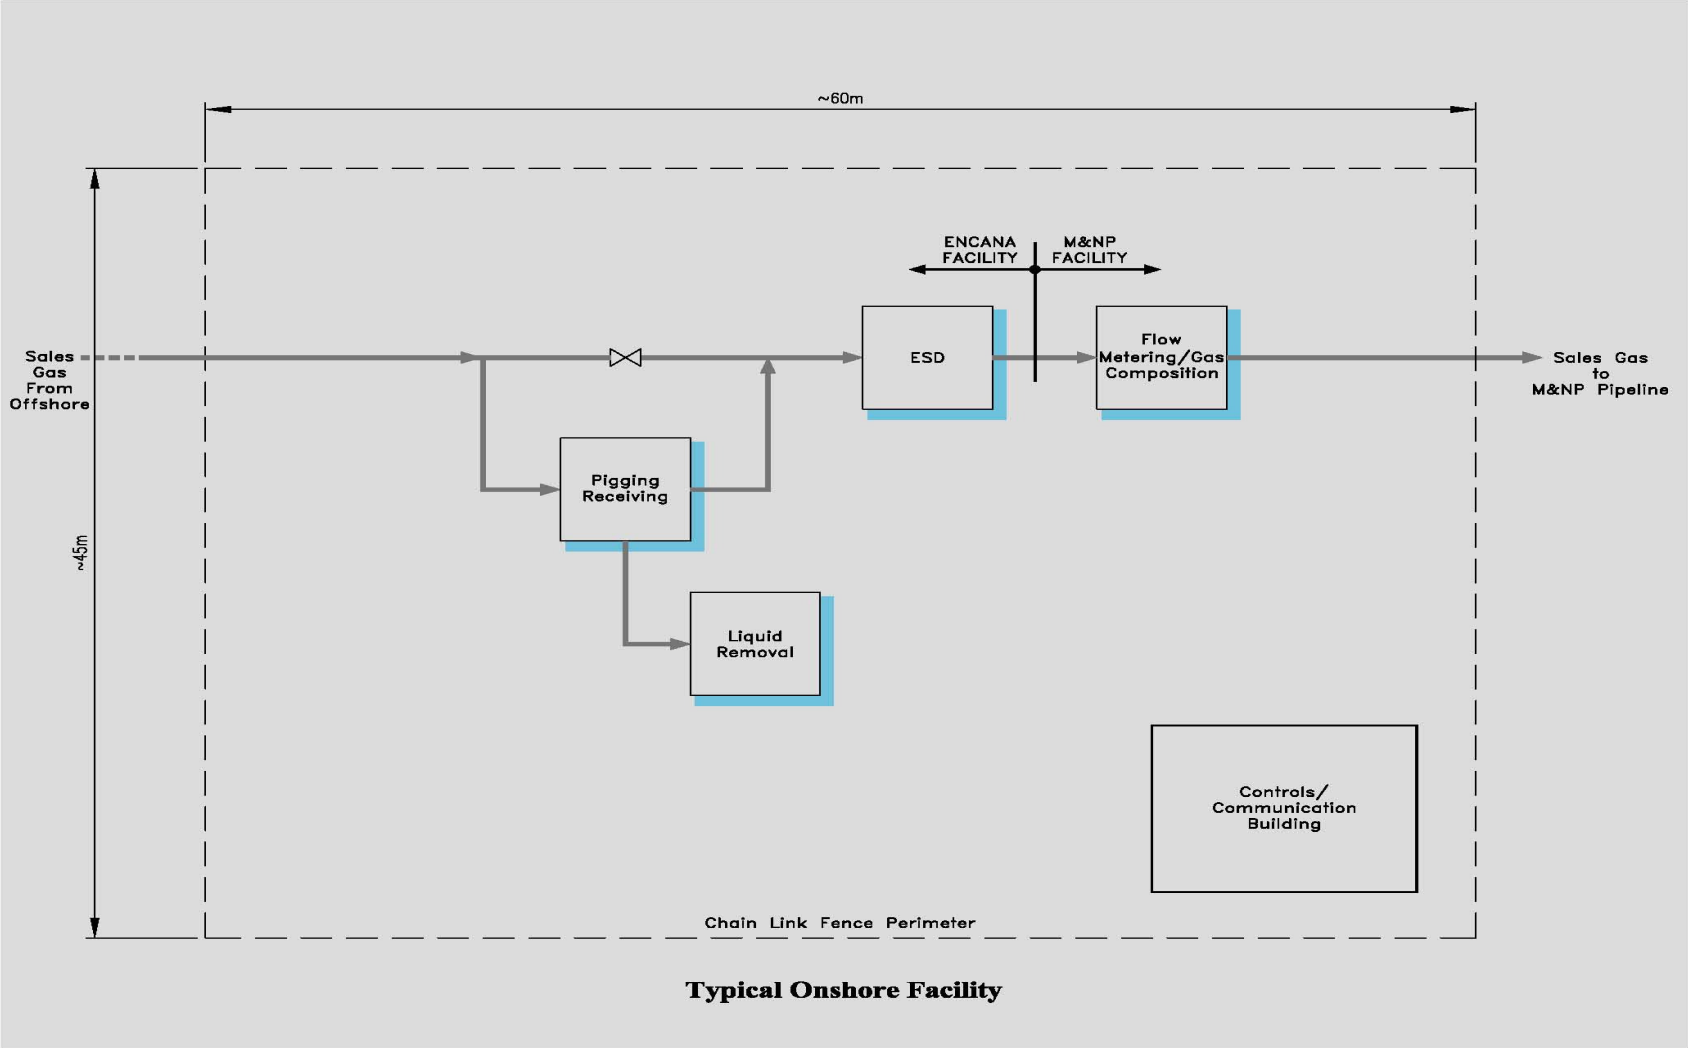 ~60m
ENCANA
FACILITY
M&NP
FACILITY
Sales
Gas
From
Offshore
ESD
Flow
Metering/Gas
Composition
Sales Gas
to
M&NP Pipeline
Pigging
Receiving
~45m
Liquid
Removal
Controls/
Communication
Building
Chain Link Fence Perimeter
Typical Onshore Facility